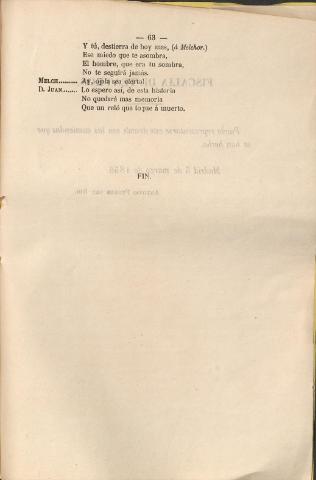 — 63 —
Y tú, destierra de hoy mas, (á Melchor.)
Ese miedo que te asombra,
El hombre, que era tu sombra,
No te seguirá jamás.
MELCH......... Ay, ojala sea
D. JUAN....... Lo espero así, de esta historia
No quedará mas memoria
Que un reló que toque á muerto.
FIN.